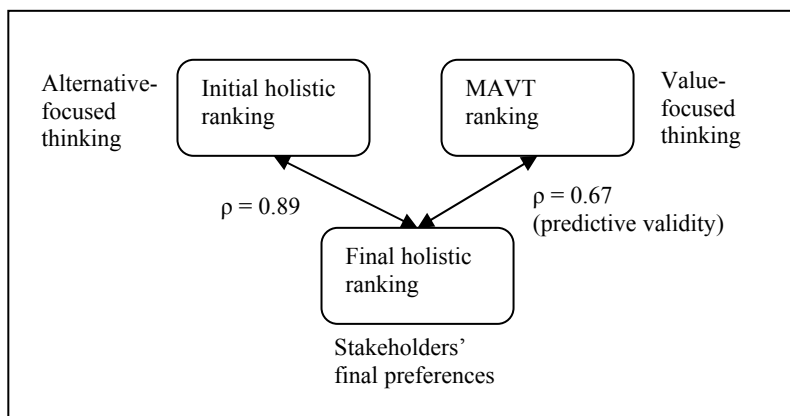 Alternative-
focused
thinking
Initial holistic
ranking
MAVT
ranking
Value-
focused
thinking
ρ = 0.89
ρ = 0.67
(predictive validity)
Final holistic
ranking
Stakeholders’
final preferences